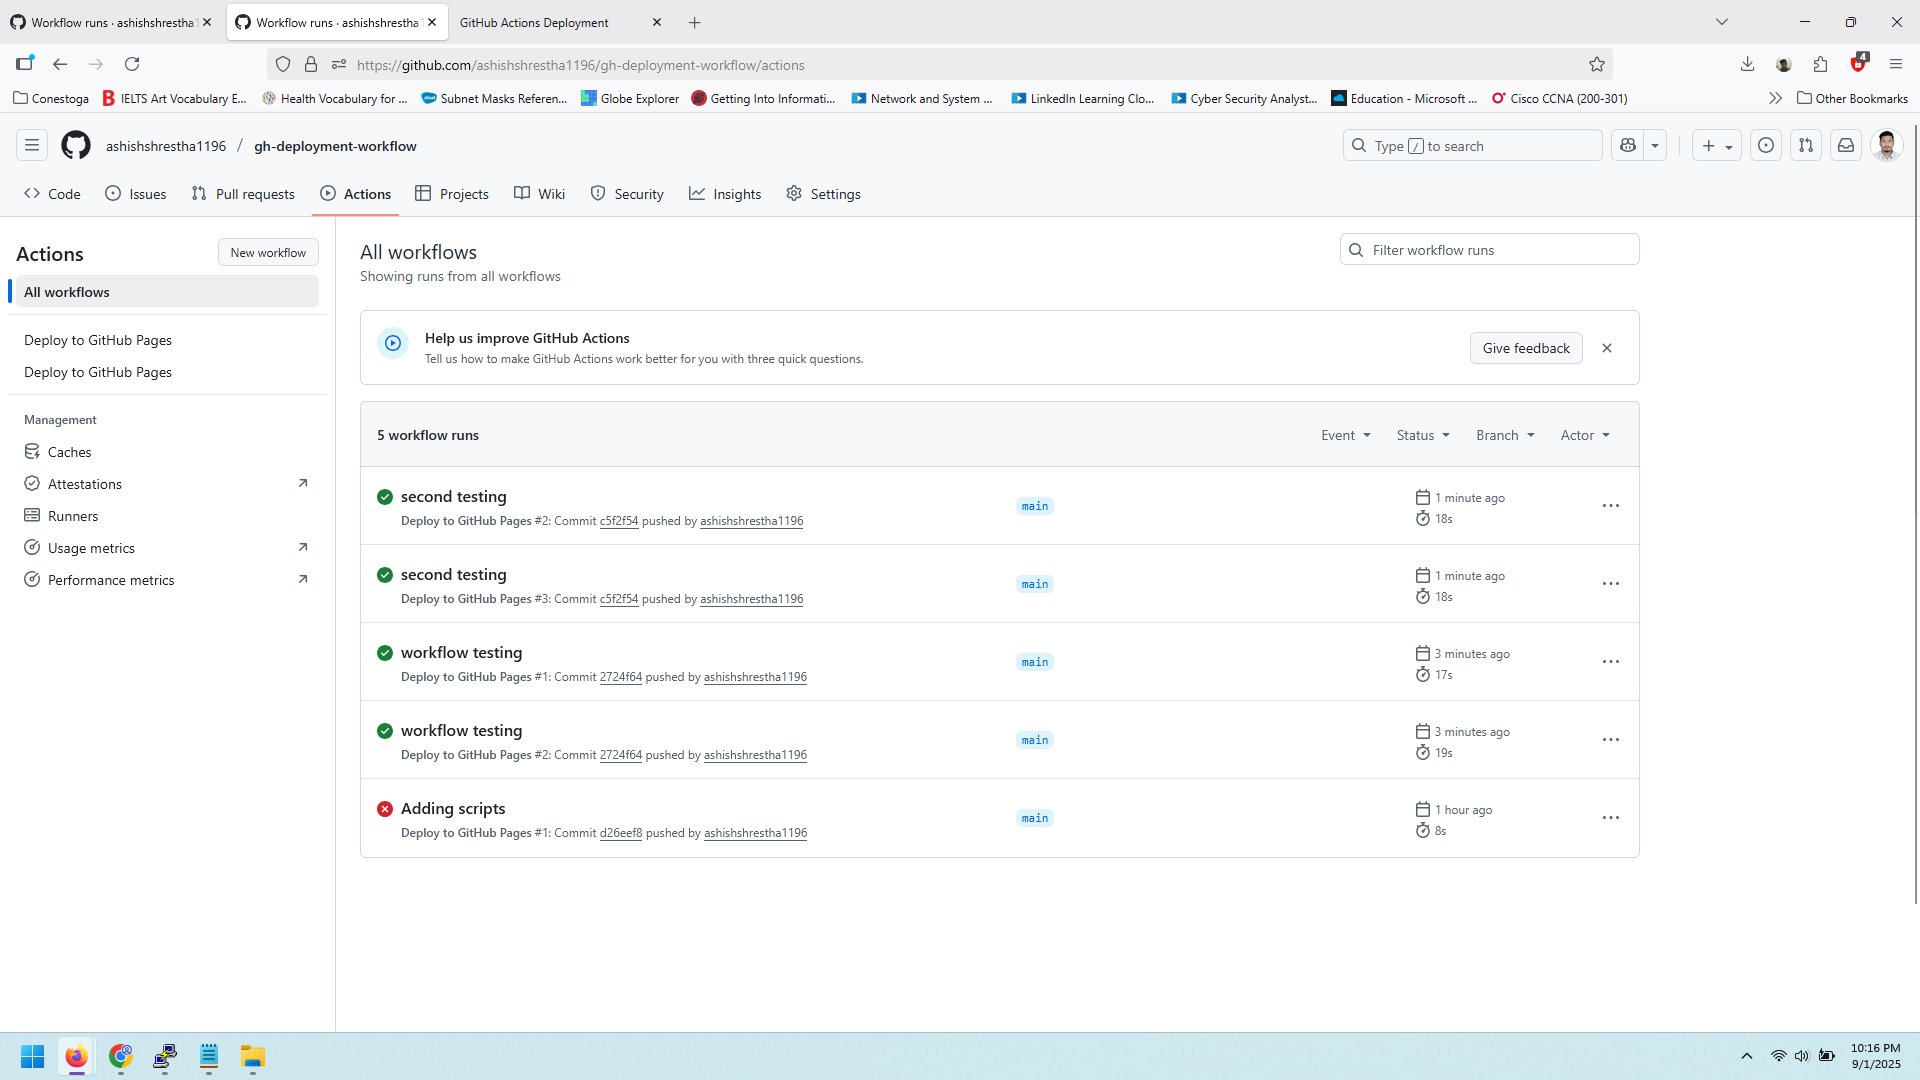 Workflow runs · ashishshrestha
Workflow runs · ashishshrestha
GitHub Actions Deployment
https://github.com/ashishshrestha1196/gh-deployment-workflow/actions
4
Conestoga
IELTS Art Vocabulary E...
Health Vocabulary for ...
Subnet Masks Referen...
Globe Explorer
Getting Into Informati...
Network and System ...
LinkedIn Learning Clo...
Cyber Security Analyst...
Education - Microsoft ...
Cisco CCNA (200-301)
Other Bookmarks
ashishshrestha1196 / gh-deployment-workflow
Type / to search
Code
Issues
Pull requests
Actions
Projects
Wiki
Security
Insights
Settings
Actions
New workflow
All workflows
Deploy to GitHub Pages
Deploy to GitHub Pages
Management
Caches
Attestations
Runners
Usage metrics
Performance metrics
All workflows
Showing runs from all workflows
Filter workflow runs
Help us improve GitHub Actions
Tell us how to make GitHub Actions work better for you with three quick questions.
Give feedback
5 workflow runs
Event
Status
Branch
Actor
second testing
Deploy to GitHub Pages #2: Commit c5f2f54 pushed by ashishshrestha1196
main
1 minute ago
18s
second testing
Deploy to GitHub Pages #3: Commit c5f2f54 pushed by ashishshrestha1196
main
1 minute ago
18s
workflow testing
Deploy to GitHub Pages #1: Commit 2724f64 pushed by ashishshrestha1196
main
3 minutes ago
17s
workflow testing
Deploy to GitHub Pages #2: Commit 2724f64 pushed by ashishshrestha1196
main
3 minutes ago
19s
Adding scripts
Deploy to GitHub Pages #1: Commit d26eef8 pushed by ashishshrestha1196
main
1 hour ago
8s
10:16 PM
9/1/2025